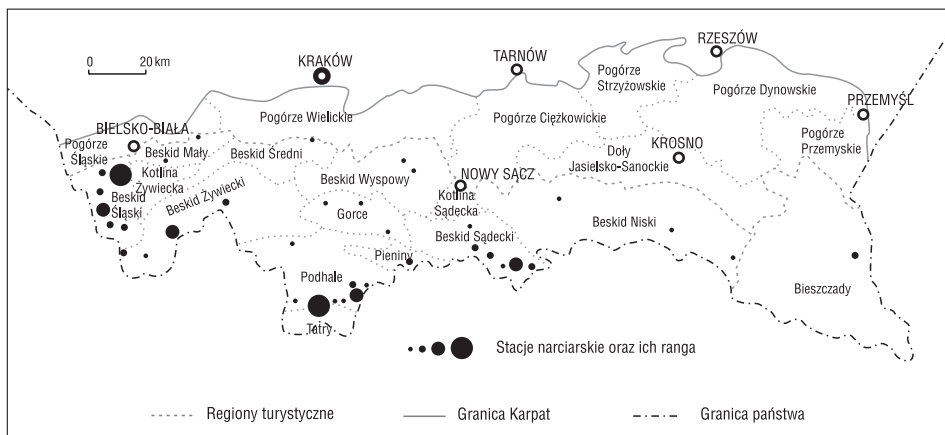 0 20 km
KRAKÓW
TARNÓW
RZESZÓW
Pogórze
Strzyżowskie
Pogórze Dynowskie
PRZEMYŚL
Pogórze Wielickie
Pogórze Ciężkowickie
BIELSKO-BIAŁA
Pogórze
Śląskie
Beskid Mały
Beskid Średni
Kotlina
Żywiecka
Doły
Jasielsko-Sanockie
KROSNO
Pogórze
Przemyskie
Beskid Wyspowy
NOWY SĄCZ
Kotlina
Sądecka
Beskid
Śląski
Beskid Żywiecki
Gorce
Beskid Sądecki
Beskid Niski
Pieniny
Podhale
Bieszczady
Tatry
Stacje narciarskie oraz ich ranga
Regiony turystyczne
Granica Karpat
Granica państwa